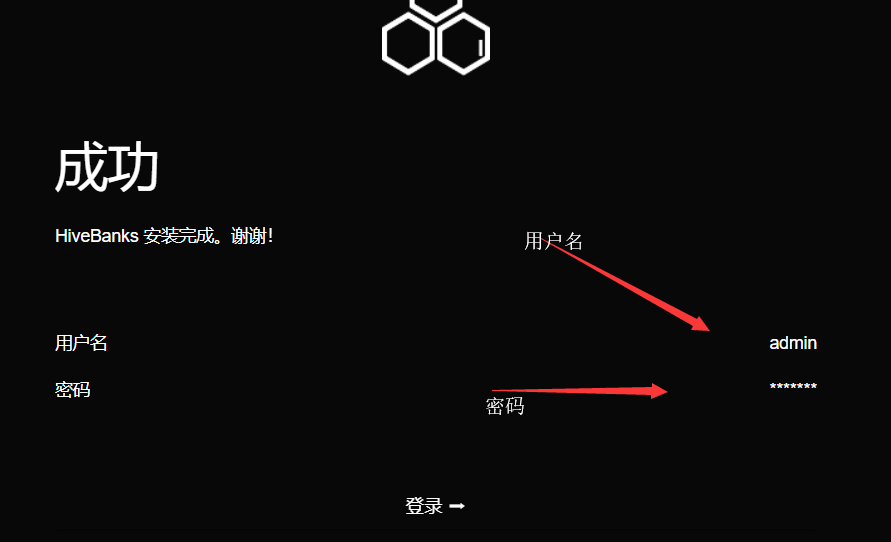 成功
HiveBanks 安装完成。谢谢！
用户名
用户名 admin
密码 *******
密码
登录 ➞